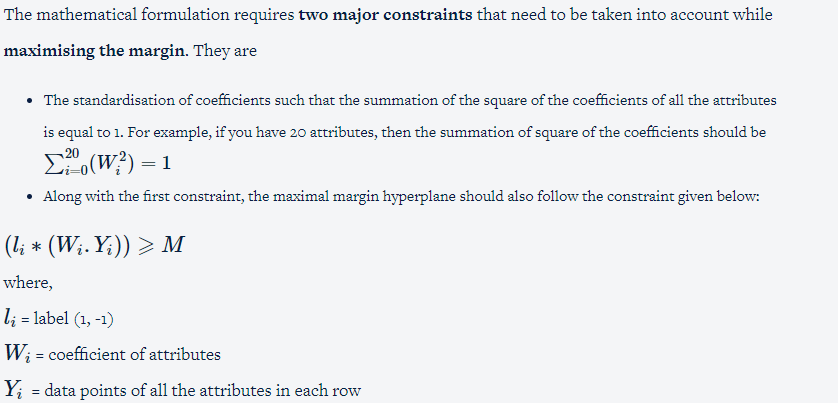 The mathematical formulation requires two major constraints that need to be taken into account while
maximising the margin. They are
• The standardisation of coefficients such that the summation of the square of the coefficients of all the attributes
is equal to 1. For example, if you have 20 attributes, then the summation of square of the coefficients should be
∑_{i=0}^{20}(W_i^2) = 1
• Along with the first constraint, the maximal margin hyperplane should also follow the constraint given below:
(l_i * (W_i. Y_i)) ⩾ M
where,
l_i = label (1, -1)
W_i = coefficient of attributes
Y_i = data points of all the attributes in each row